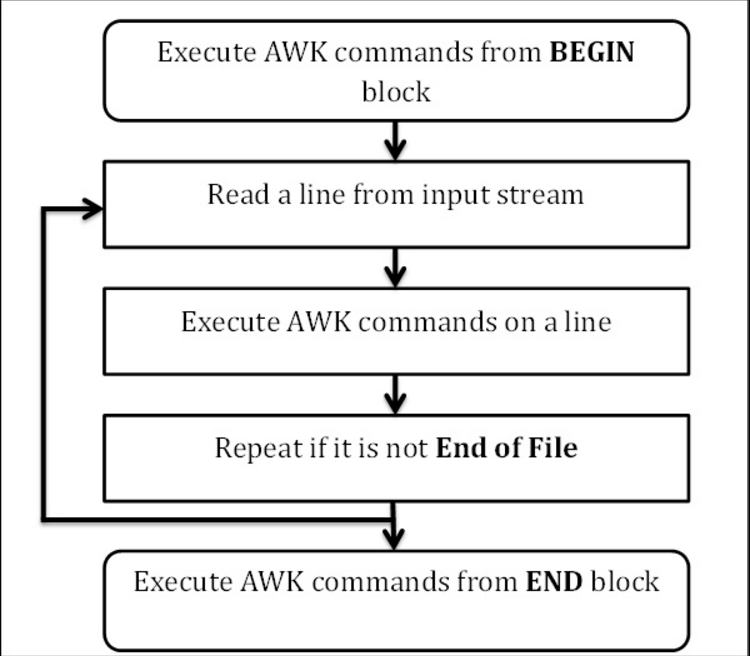 Execute AWK commands from BEGIN
block
Read a line from input stream
Execute AWK commands on a line
Repeat if it is not End of File
Execute AWK commands from END block